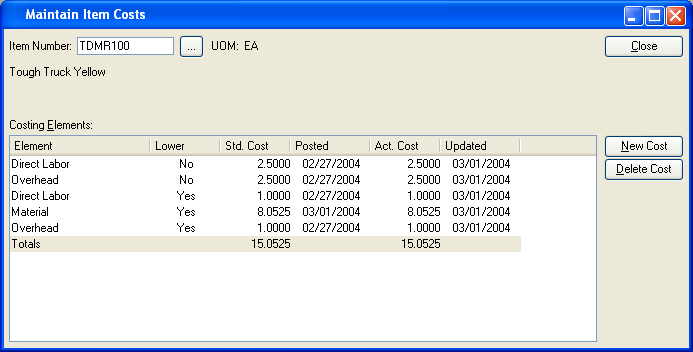 Maintain Item Costs
Item Number: TDMR100 ... UOM: EA Close
Tough Truck Yellow
Costing Elements:
Element Lower Std. Cost Posted Act. Cost Updated
New Cost
Delete Cost
Direct Labor No 2.5000 02/27/2004 2.5000 03/01/2004
Overhead No 2.5000 02/27/2004 2.5000 03/01/2004
Direct Labor Yes 1.0000 02/27/2004 1.0000 03/01/2004
Material Yes 8.0525 03/01/2004 8.0525 03/01/2004
Overhead Yes 1.0000 02/27/2004 1.0000 03/01/2004
Totals 15.0525 15.0525